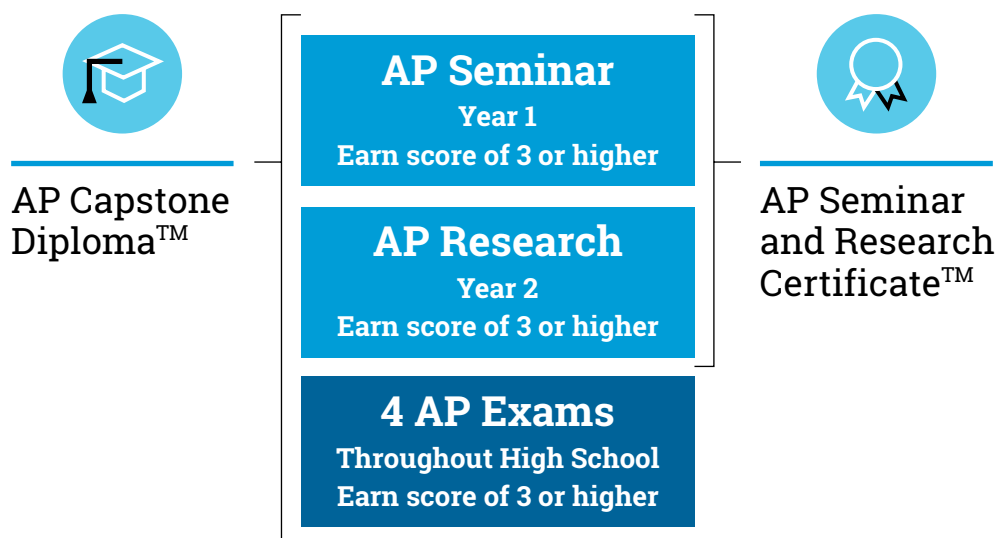 AP Capstone
Diploma™
AP Seminar
Year 1
Earn score of 3 or higher
AP Research
Year 2
Earn score of 3 or higher
4 AP Exams
Throughout High School
Earn score of 3 or higher
AP Seminar
and Research
Certificate™